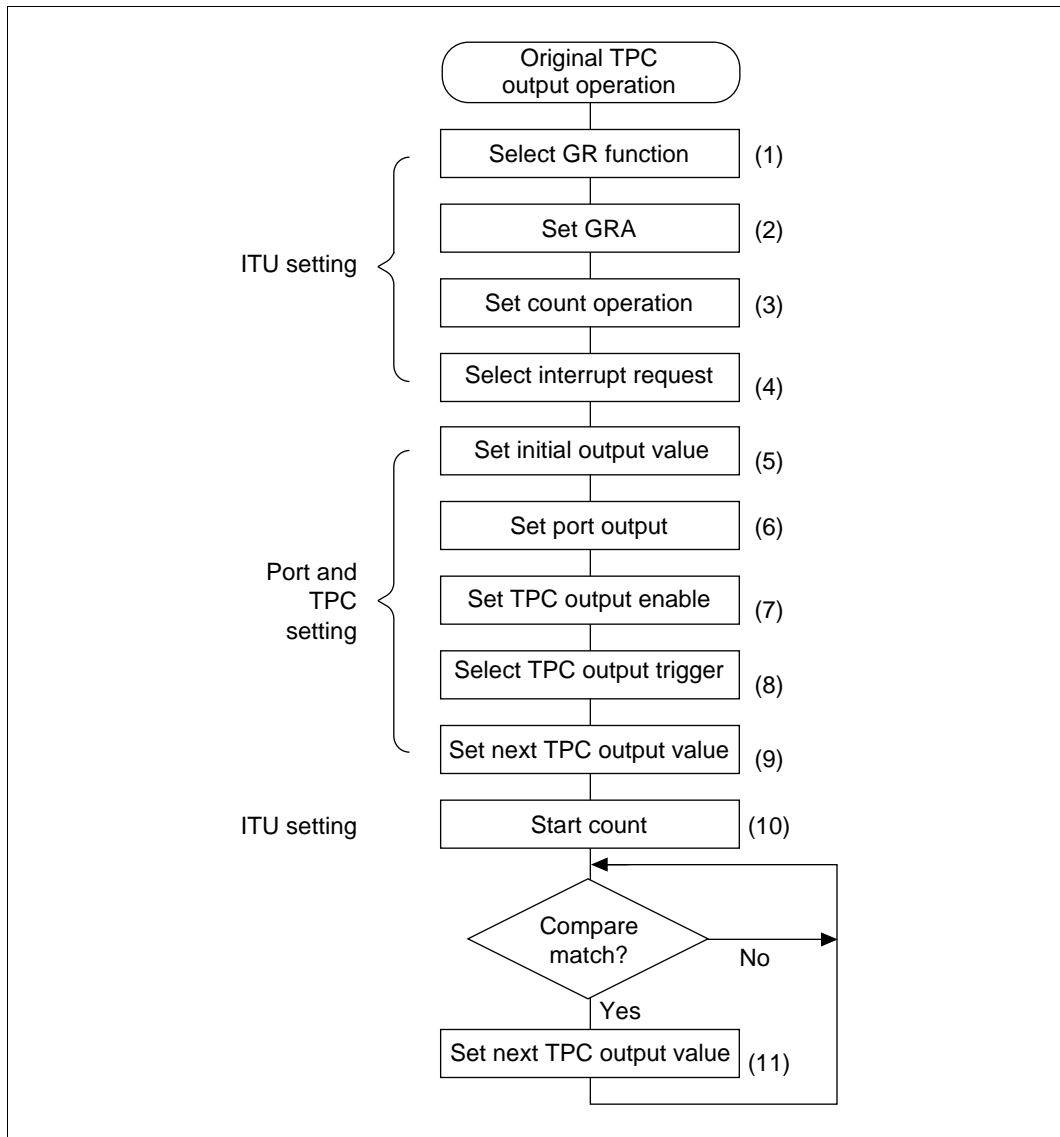 Original TPC
output operation
Select GR function (1)
Set GRA (2)
ITU setting
Set count operation (3)
Select interrupt request (4)
Set initial output value (5)
Set port output (6)
Port and
TPC
setting
Set TPC output enable (7)
Select TPC output trigger (8)
Set next TPC output value (9)
ITU setting
Start count (10)
Compare
match?
No
Yes
Set next TPC output value (11)